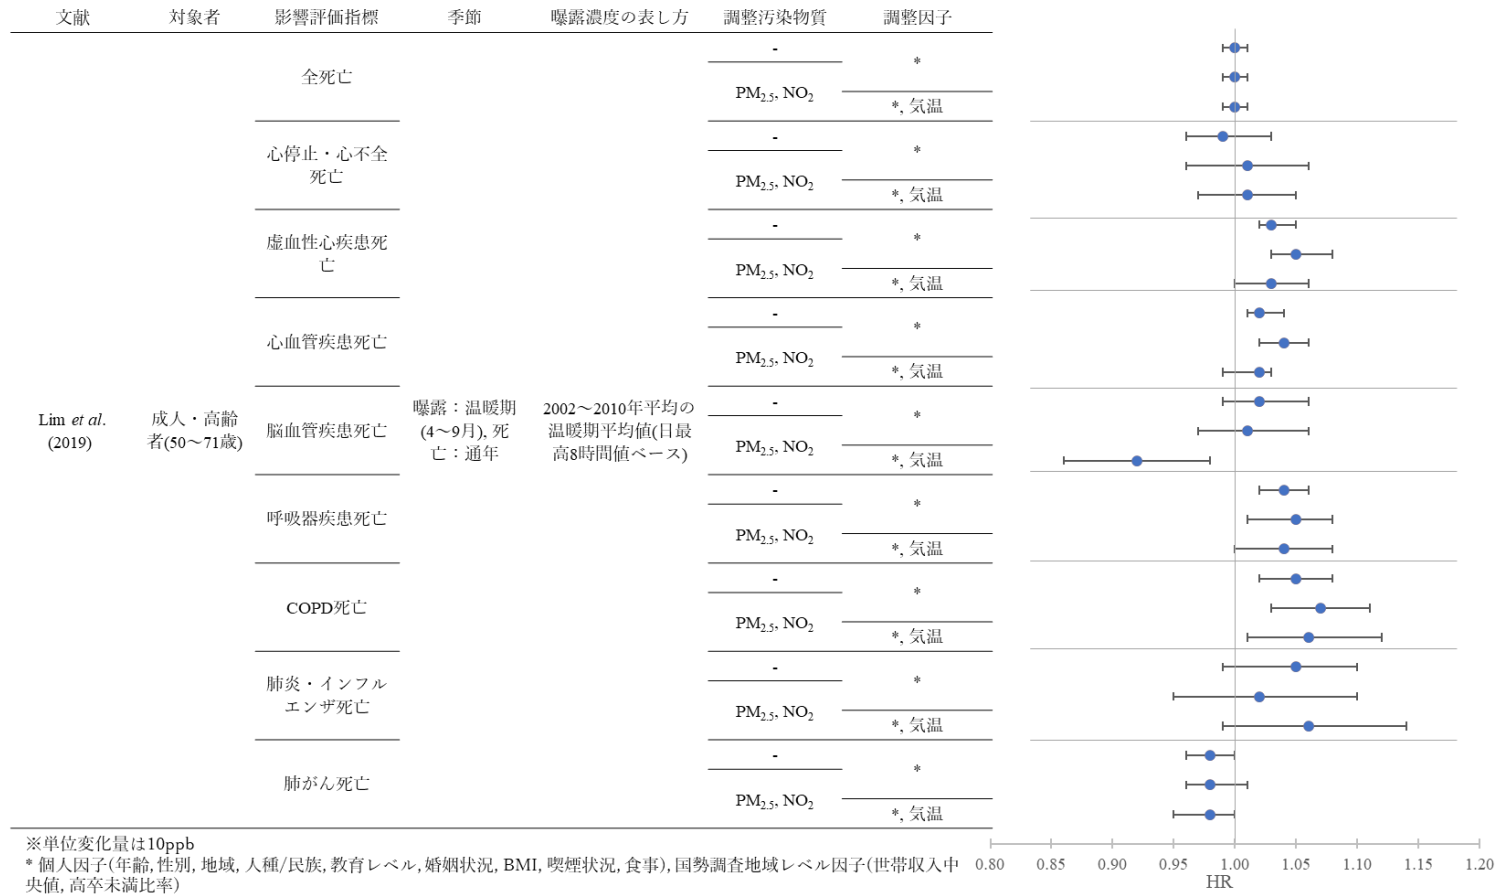 文献 対象者 影響評価指標 季節 曝露濃度の表し方 調整汚染物質 調整因子
全死亡
-
*
PM2.5, NO2
*, 気温
心停止・心不全
死亡
-
*
PM2.5, NO2
*, 気温
虚血性心疾患死
亡
-
*
PM2.5, NO2
*, 気温
心血管疾患死亡
-
*
PM2.5, NO2
*, 気温
Lim et al.
(2019)
成人・高齢
者(50～71歳)
脳血管疾患死亡
曝露：温暖期
(4～9月), 死
亡：通年
2002～2010年平均の
温暖期平均値(日最
高8時間値ベース)
-
*
PM2.5, NO2
*, 気温
呼吸器疾患死亡
-
*
PM2.5, NO2
*, 気温
COPD死亡
-
*
PM2.5, NO2
*, 気温
肺炎・インフル
エンザ死亡
-
*
PM2.5, NO2
*, 気温
肺がん死亡
-
*
PM2.5, NO2
*, 気温
※単位変化量は10ppb
* 個人因子(年齢, 性別, 地域, 人種/民族, 教育レベル, 婚姻状況, BMI, 喫煙状況, 食事), 国勢調査地域レベル因子(世帯収入中
央値, 高卒未満比率)
0.80 0.85 0.90 0.95 1.00 1.05 1.10 1.15 1.20
HR